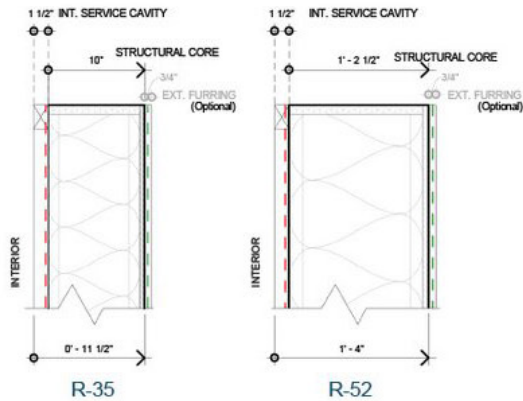 1 1/2" INT. SERVICE CAVITY
10"
STRUCTURAL CORE
3/4"
EXT. FURRING
(Optional)
INTERIOR
0' - 11 1/2"
R-35
1 1/2" INT. SERVICE CAVITY
1' - 2 1/2"
STRUCTURAL CORE
3/4"
EXT. FURRING
(Optional)
INTERIOR
1' - 4"
R-52